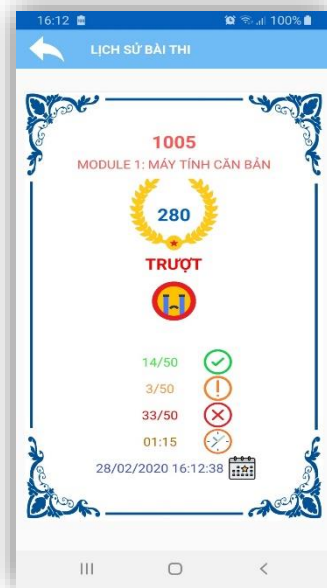 16:12 100%
LỊCH SỬ BÀI THI
1005
MODULE 1: MÁY TÍNH CĂN BẢN
280
TRƯỢT
14/50
3/50
33/50
01:15
28/02/2020 16:12:38